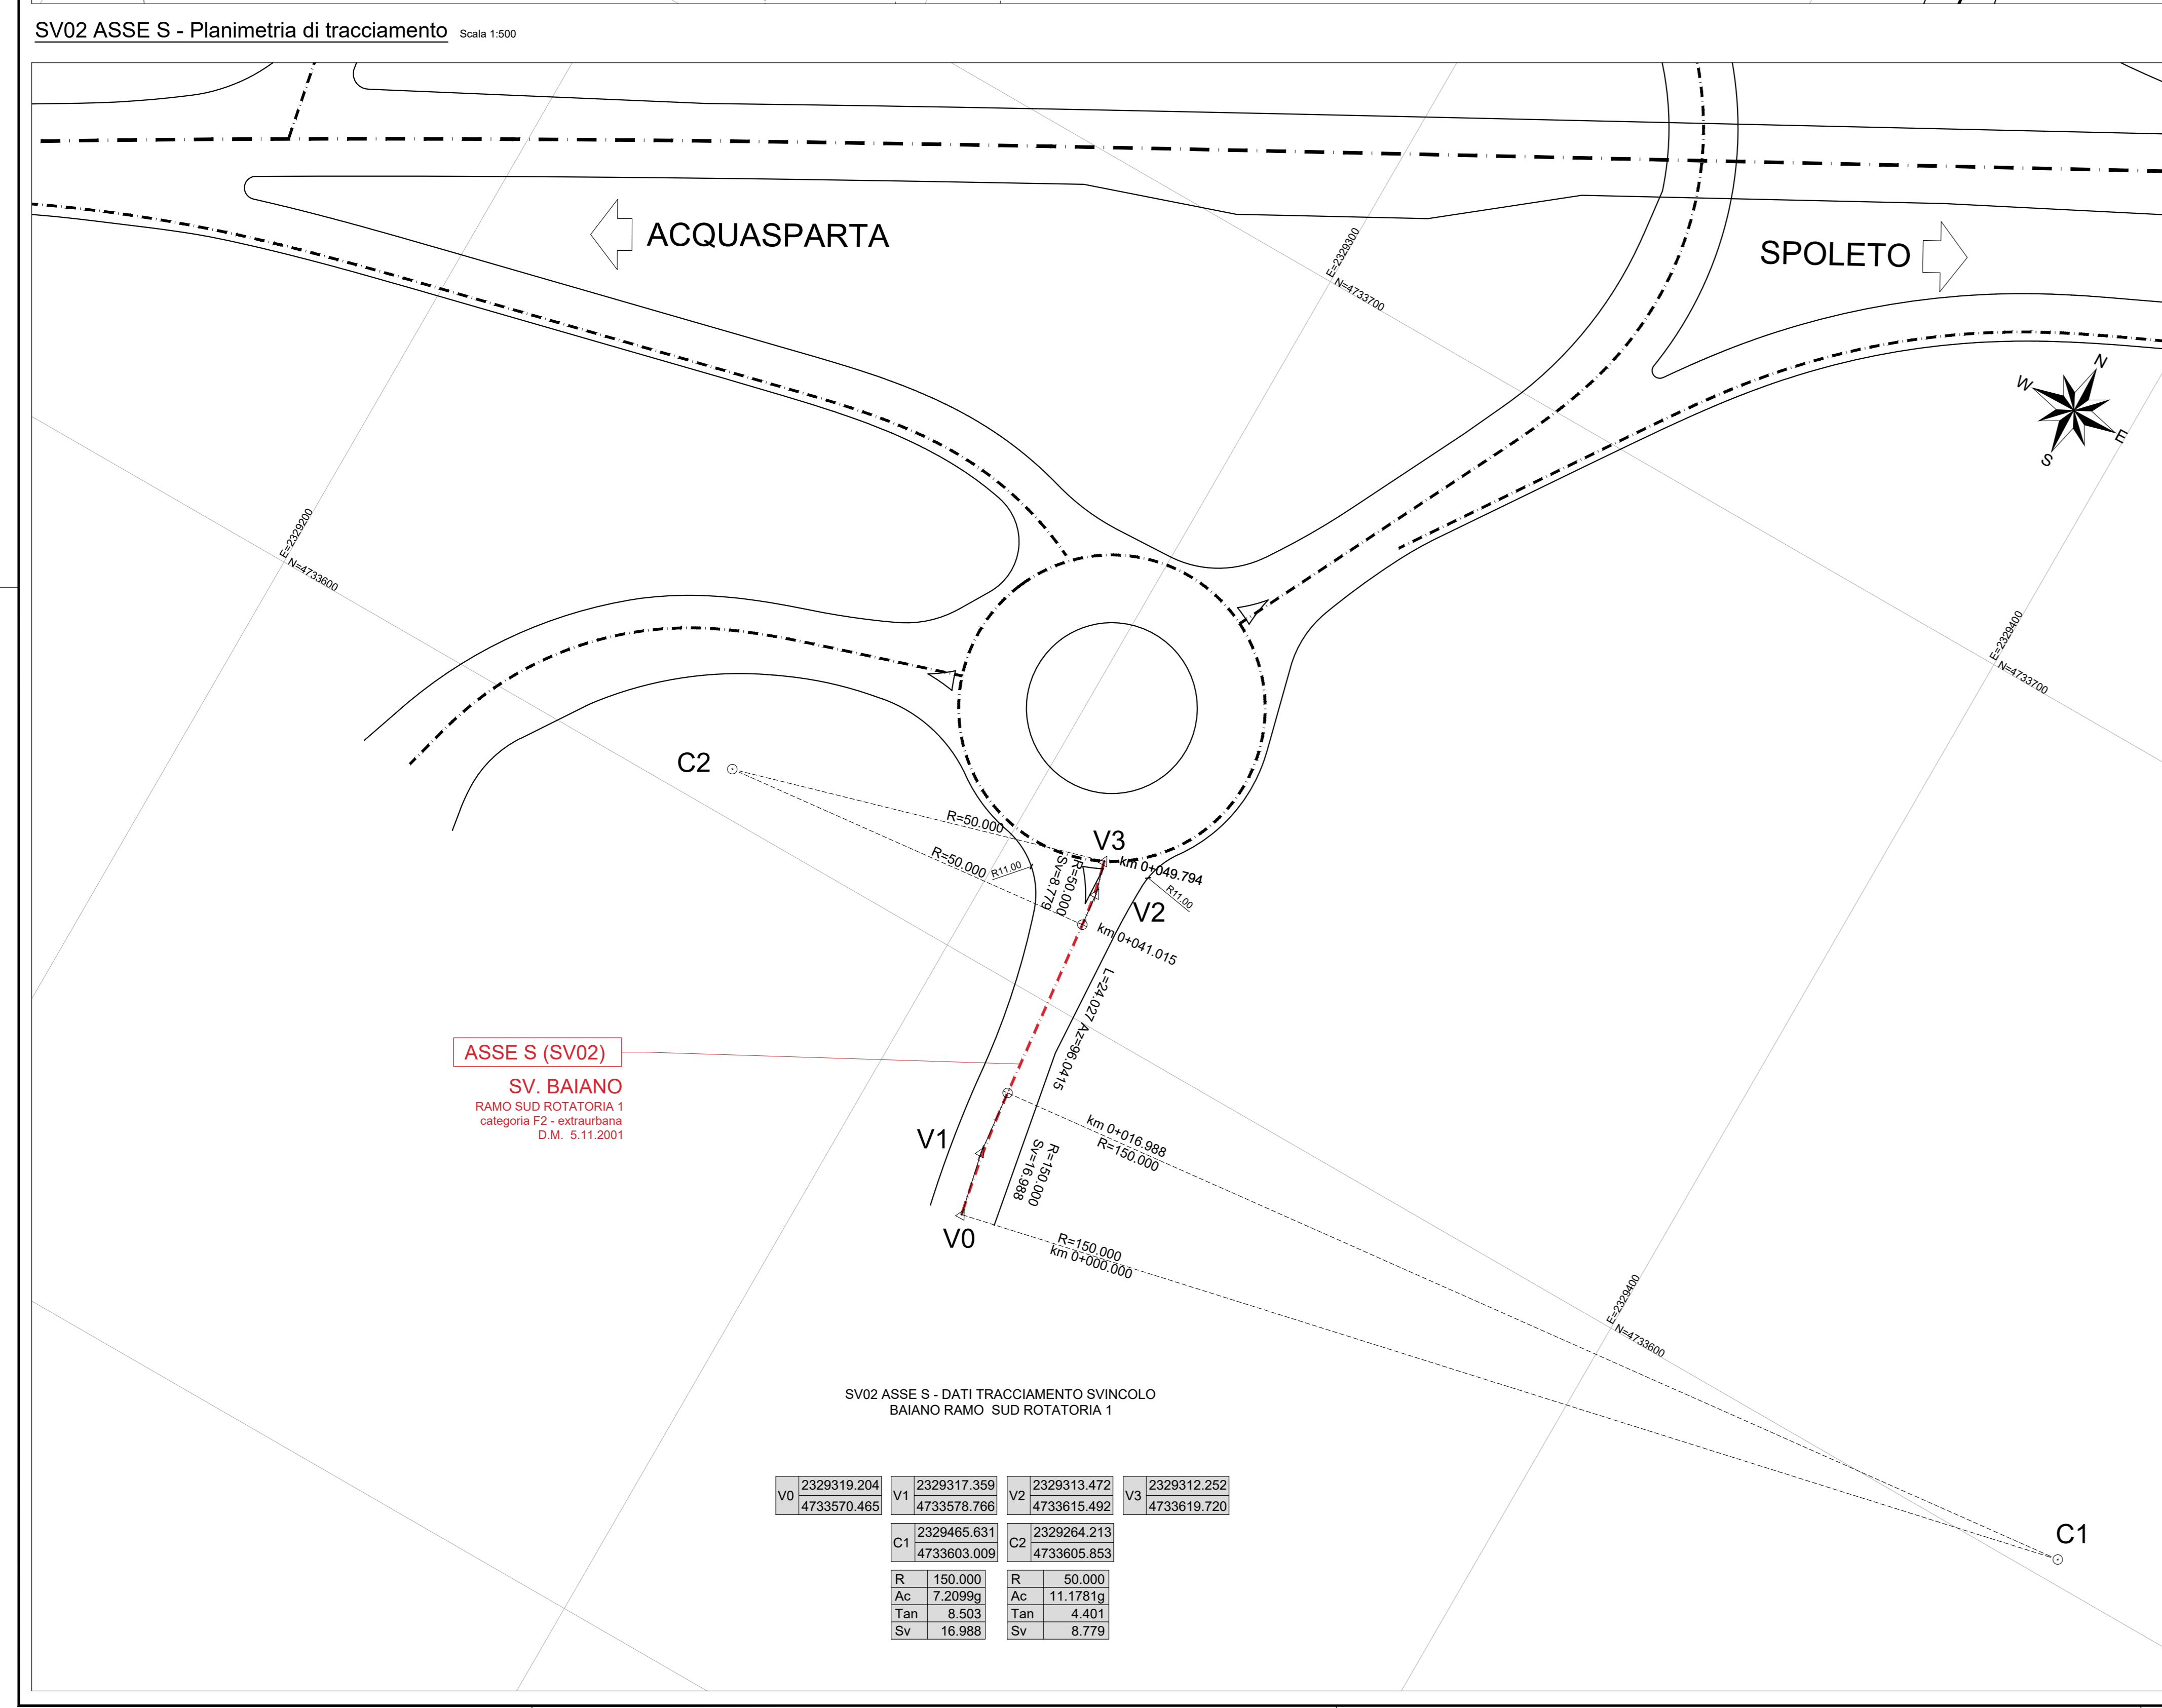 SV02 ASSE S - Planimetria di tracciamento Scala 1:500
ACQUASPARTA
SPOLETO
E=2329300
N=4733700
N
W
E
S
E=2329200
N=4733600
E=2329400
N=4733700
C2
R=50.000
R=50.000
R11.00
V3
km 0+049.794
R=50.000
Sv=8.779
R11.00
V2
km 0+041.015
L=24.027 Az=96.0415
ASSE S (SV02)
SV. BAIANO
RAMO SUD ROTATORIA 1
categoria F2 - extraurbana
D.M. 5.11.2001
V1
km 0+016.988
R=150.000
R=150.000
Sv=16.988
V0
R=150.000
km 0+000.000
E=2329400
N=4733600
C1
SV02 ASSE S - DATI TRACCIAMENTO SVINCOLO
BAIANO RAMO SUD ROTATORIA 1
V0 2329319.204 4733570.465
V1 2329317.359 4733578.766
V2 2329313.472 4733615.492
V3 2329312.252 4733619.720
C1 2329465.631 4733603.009
C2 2329264.213 4733605.853
R 150.000
Ac 7.2099g
Tan 8.503
Sv 16.988
R 50.000
Ac 11.1781g
Tan 4.401
Sv 8.779